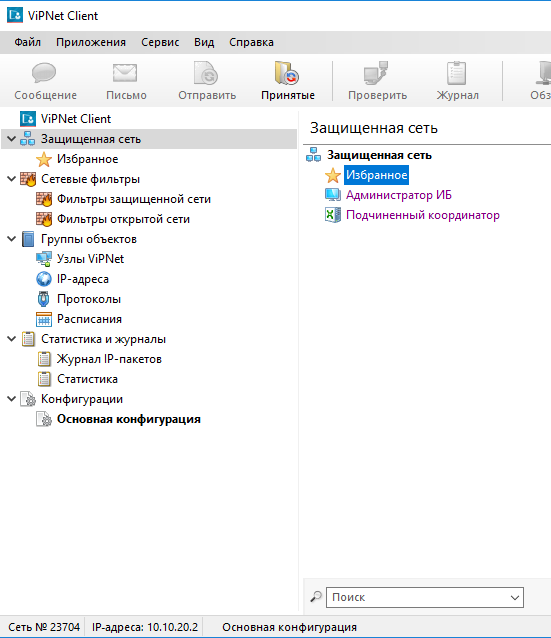 ViPNet Client
Файл Приложения Сервис Вид Справка
Сообщение Письмо Отправить Принятые Проверить Журнал Обз
ViPNet Client
Защищенная сеть
Избранное
Сетевые фильтры
Фильтры защищенной сети
Фильтры открытой сети
Группы объектов
Узлы ViPNet
IP-адреса
Протоколы
Расписания
Статистика и журналы
Журнал IP-пакетов
Статистика
Конфигурации
Основная конфигурация
Защищенная сеть
Защищенная сеть
Избранное
Администратор ИБ
Подчиненный координатор
Поиск
Сеть № 23704 IP-адреса: 10.10.20.2 Основная конфигурация